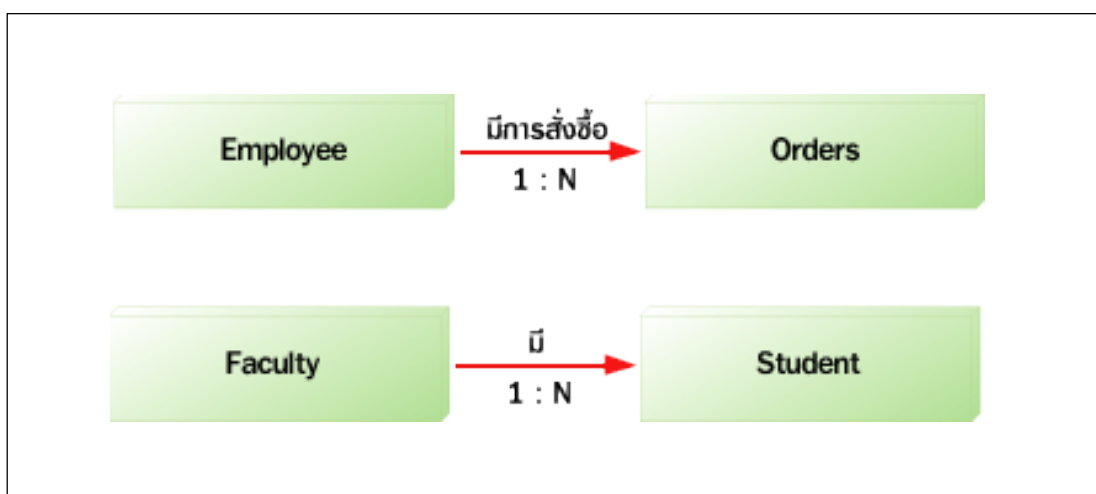 Employee
มีการสั่งซื้อ
1 : N
Orders
Faculty
มี
1 : N
Student